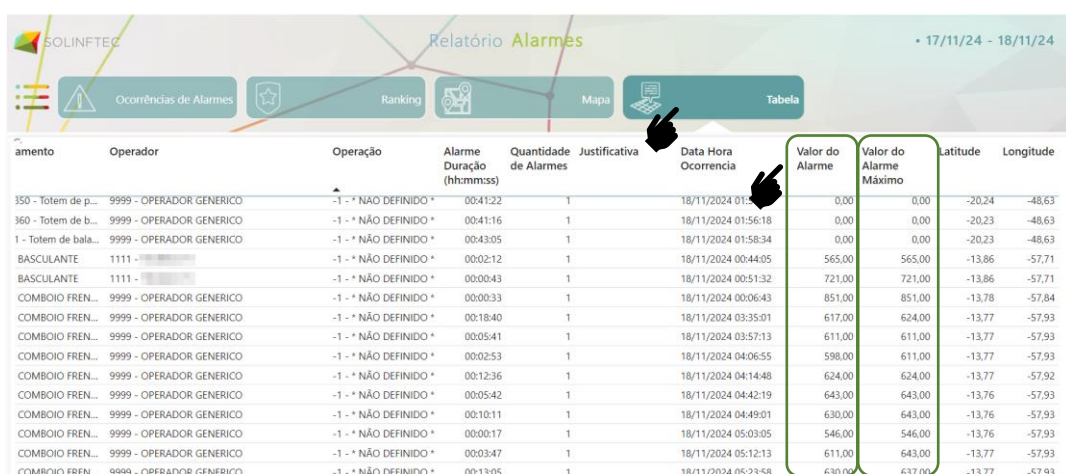 SOLINFTEC
Relatório Alarmes
• 17/11/24 - 18/11/24
Ocorrências de Alarmes
Ranking
Mapa
Tabela
amento Operador Operação Alarme Duração (hh:mm:ss) Quantidade de Alarmes Justificativa Data Hora Ocorrencia Valor do Alarme Valor do Alarme Máximo Latitude Longitude
350 - Totem de p... 9999 - OPERADOR GENERICO -1 - * NÃO DEFINIDO * 00:41:22 1 18/11/2024 0,00 0,00 -20,24 -48,63
360 - Totem de b... 9999 - OPERADOR GENERICO -1 - * NÃO DEFINIDO * 00:41:16 1 18/11/2024 01:56:18 0,00 0,00 -20,23 -48,63
1 - Totem de bala... 9999 - OPERADOR GENERICO -1 - * NÃO DEFINIDO * 00:43:05 1 18/11/2024 01:58:34 0,00 0,00 -20,23 -48,63
BASCULANTE 1111 - -1 - * NÃO DEFINIDO * 00:02:12 1 18/11/2024 00:44:05 565,00 565,00 -13,86 -57,71
BASCULANTE 1111 - -1 - * NÃO DEFINIDO * 00:00:43 1 18/11/2024 00:51:32 721,00 721,00 -13,86 -57,71
COMBOIO FREN... 9999 - OPERADOR GENERICO -1 - * NÃO DEFINIDO * 00:00:33 1 18/11/2024 00:06:43 851,00 851,00 -13,78 -57,84
COMBOIO FREN... 9999 - OPERADOR GENERICO -1 - * NÃO DEFINIDO * 00:18:40 1 18/11/2024 03:35:01 617,00 624,00 -13,77 -57,93
COMBOIO FREN... 9999 - OPERADOR GENERICO -1 - * NÃO DEFINIDO * 00:05:41 1 18/11/2024 03:57:13 611,00 611,00 -13,77 -57,93
COMBOIO FREN... 9999 - OPERADOR GENERICO -1 - * NÃO DEFINIDO * 00:02:53 1 18/11/2024 04:06:55 598,00 611,00 -13,77 -57,93
COMBOIO FREN... 9999 - OPERADOR GENERICO -1 - * NÃO DEFINIDO * 00:12:36 1 18/11/2024 04:14:48 624,00 624,00 -13,77 -57,92
COMBOIO FREN... 9999 - OPERADOR GENERICO -1 - * NÃO DEFINIDO * 00:05:42 1 18/11/2024 04:42:19 643,00 643,00 -13,76 -57,93
COMBOIO FREN... 9999 - OPERADOR GENERICO -1 - * NÃO DEFINIDO * 00:10:11 1 18/11/2024 04:49:01 630,00 643,00 -13,76 -57,93
COMBOIO FREN... 9999 - OPERADOR GENERICO -1 - * NÃO DEFINIDO * 00:00:17 1 18/11/2024 05:03:05 546,00 546,00 -13,76 -57,93
COMBOIO FREN... 9999 - OPERADOR GENERICO -1 - * NÃO DEFINIDO * 00:03:47 1 18/11/2024 05:12:13 611,00 643,00 -13,77 -57,93
COMBOIO FREN... 9999 - OPERADOR GENERICO -1 - * NÃO DEFINIDO * 00:13:05 1 18/11/2024 05:23:58 630,00 637,00 -13,77 -57,93